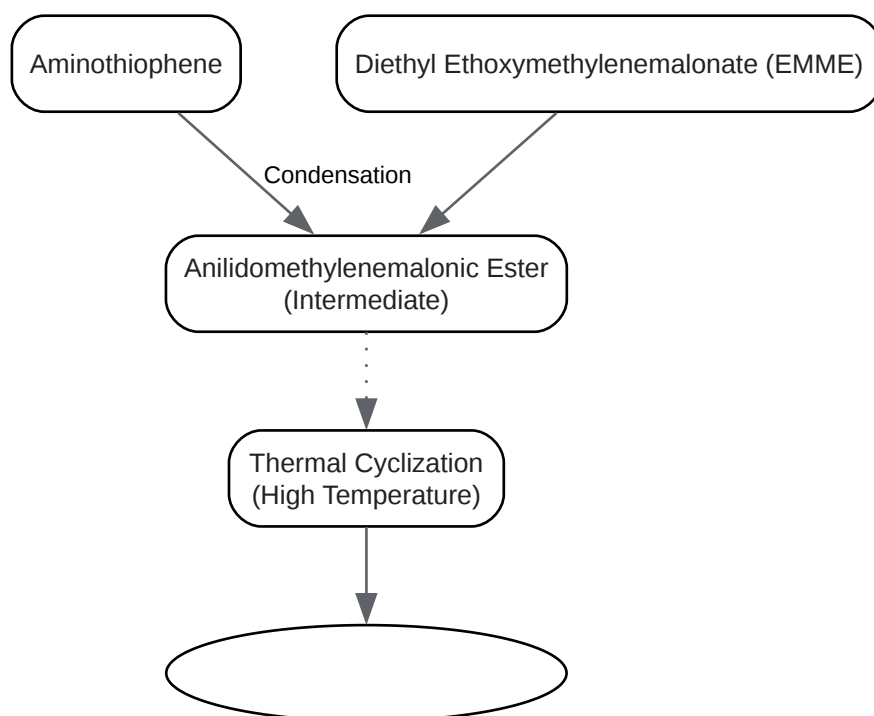 Aminothiophene
Diethyl Ethoxymethylenemalonate (EMME)
Condensation
Anilidomethylenemalonic Ester
(Intermediate)
Thermal Cyclization
(High Temperature)